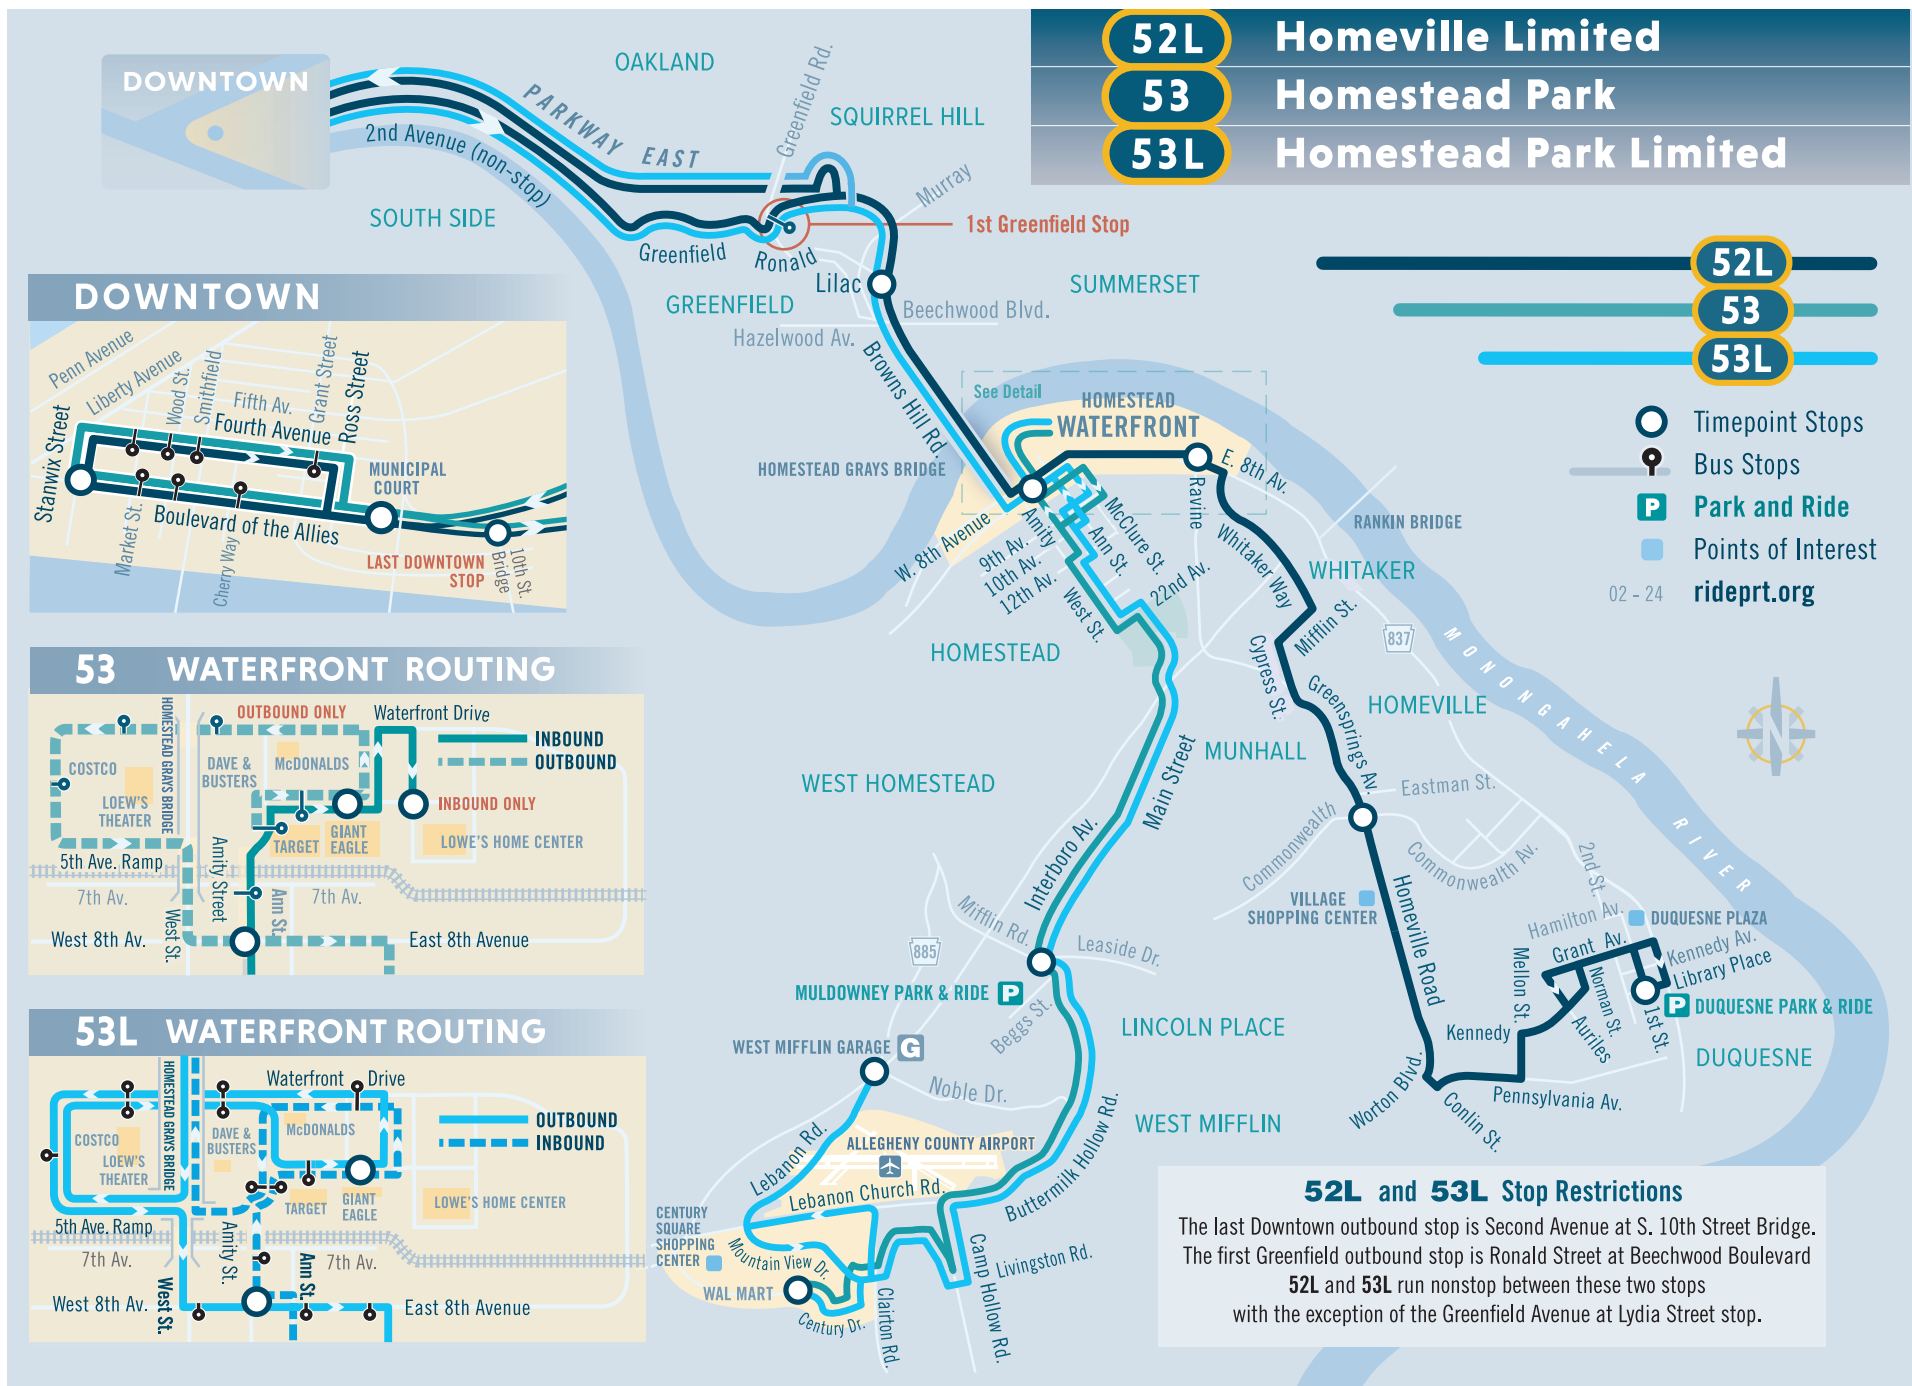 52L Homeville Limited
53 Homestead Park
53L Homestead Park Limited
DOWNTOWN
OAKLAND
PARKWAY EAST
Greenfield Rd.
SQUIRREL HILL
2nd Avenue (non-stop)
SOUTH SIDE
Murray
1st Greenfield Stop
Greenfield
Ronald
Lilac
GREENFIELD
SUMMERSET
Beechwood Blvd.
Hazelwood Av.
Browns Hill Rd.
52L
53
53L
Timepoint Stops
Bus Stops
P Park and Ride
Points of Interest
02 - 24 rideprt.org
DOWNTOWN
Penn Avenue
Liberty Avenue
Wood St.
Smithfield
Fifth Av.
Grant Street
Ross Street
Fourth Avenue
Stanwix Street
MUNICIPAL
COURT
Boulevard of the Allies
Market St.
Cherry Way
LAST DOWNTOWN
STOP
10th St.
Bridge
See Detail
HOMESTEAD
WATERFRONT
HOMESTEAD GRAYS BRIDGE
E. 8th Av.
Ravine
RANKIN BRIDGE
W. 8th Avenue
Amity
McClure St.
Ann St.
9th Av.
10th Av.
12th Av.
West St.
22nd Av.
Whitaker Way
WHITAKER
Mifflin St.
837
MONONGAHELA RIVER
HOMESTEAD
Cypress St.
Greensprings Av.
HOMEVILLE
MUNHALL
WEST HOMESTEAD
Main Street
Eastman St.
Commonwealth
Commonwealth Av.
2nd St.
Interboro Av.
VILLAGE
SHOPPING CENTER
Homeville Road
Hamilton Av.
DUQUESNE PLAZA
Mifflin Rd.
Leaside Dr.
885
Mellon St.
Grant Av.
Kennedy Av.
Library Place
Norman St.
MULDOWNEY PARK & RIDE P
P DUQUESNE PARK & RIDE
Beggs St.
LINCOLN PLACE
Kennedy
Auriles
1st St.
DUQUESNE
WEST MIFFLIN GARAGE G
Noble Dr.
Worton Blvd.
Conlin St.
Pennsylvania Av.
WEST MIFFLIN
Lebanon Rd.
ALLEGHENY COUNTY AIRPORT
Lebanon Church Rd.
Buttermilk Hollow Rd.
CENTURY
SQUARE
SHOPPING
CENTER
Mountain View Dr.
Livingston Rd.
WAL MART
Century Dr.
Clairton Rd.
Camp Hollow Rd.
N
53 WATERFRONT ROUTING
HOMESTEAD GRAYS BRIDGE
OUTBOUND ONLY
Waterfront Drive
INBOUND
OUTBOUND
COSTCO
DAVE &
BUSTERS
McDONALDS
LOEW'S
THEATER
INBOUND ONLY
TARGET
GIANT
EAGLE
LOWE'S HOME CENTER
5th Ave. Ramp
Amity Street
7th Av.
Ann St.
7th Av.
West St.
West 8th Av.
East 8th Avenue
53L WATERFRONT ROUTING
HOMESTEAD GRAYS BRIDGE
Waterfront Drive
OUTBOUND
INBOUND
COSTCO
DAVE &
BUSTERS
McDONALDS
LOEW'S
THEATER
TARGET
GIANT
EAGLE
LOWE'S HOME CENTER
5th Ave. Ramp
7th Av.
Amity St.
Ann St.
7th Av.
West St.
West 8th Av.
East 8th Avenue
52L and 53L Stop Restrictions
The last Downtown outbound stop is Second Avenue at S. 10th Street Bridge.
The first Greenfield outbound stop is Ronald Street at Beechwood Boulevard
52L and 53L run nonstop between these two stops
with the exception of the Greenfield Avenue at Lydia Street stop.